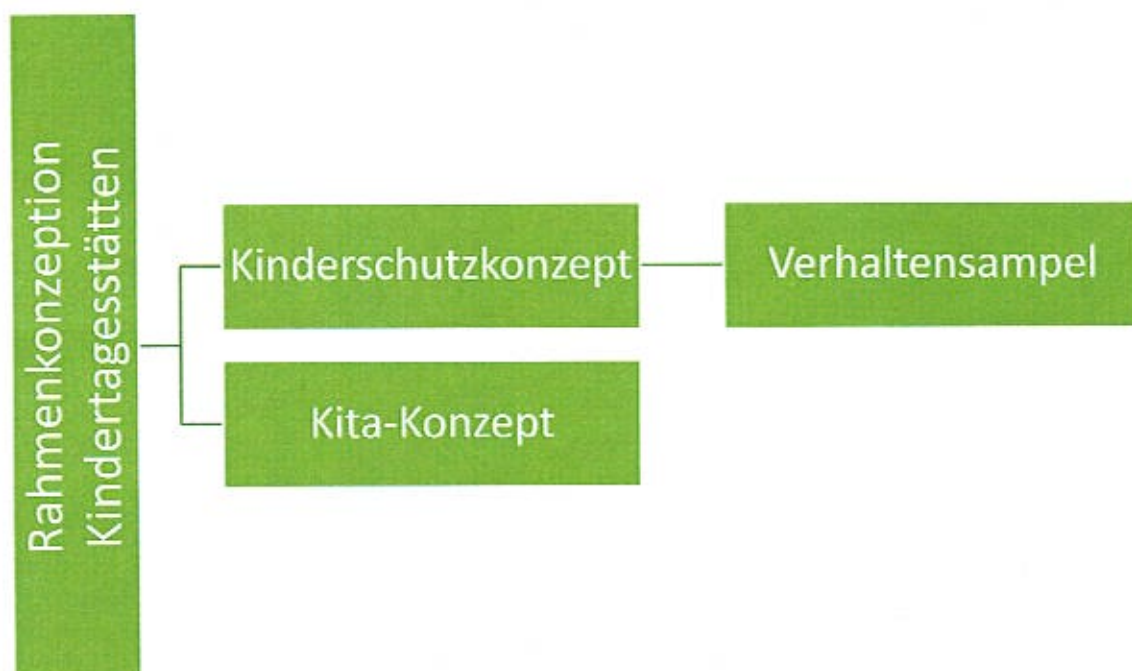 Rahmenkonzeption
Kindertagesstätten
Kinderschutzkonzept
Verhaltensampel
Kita-Konzept